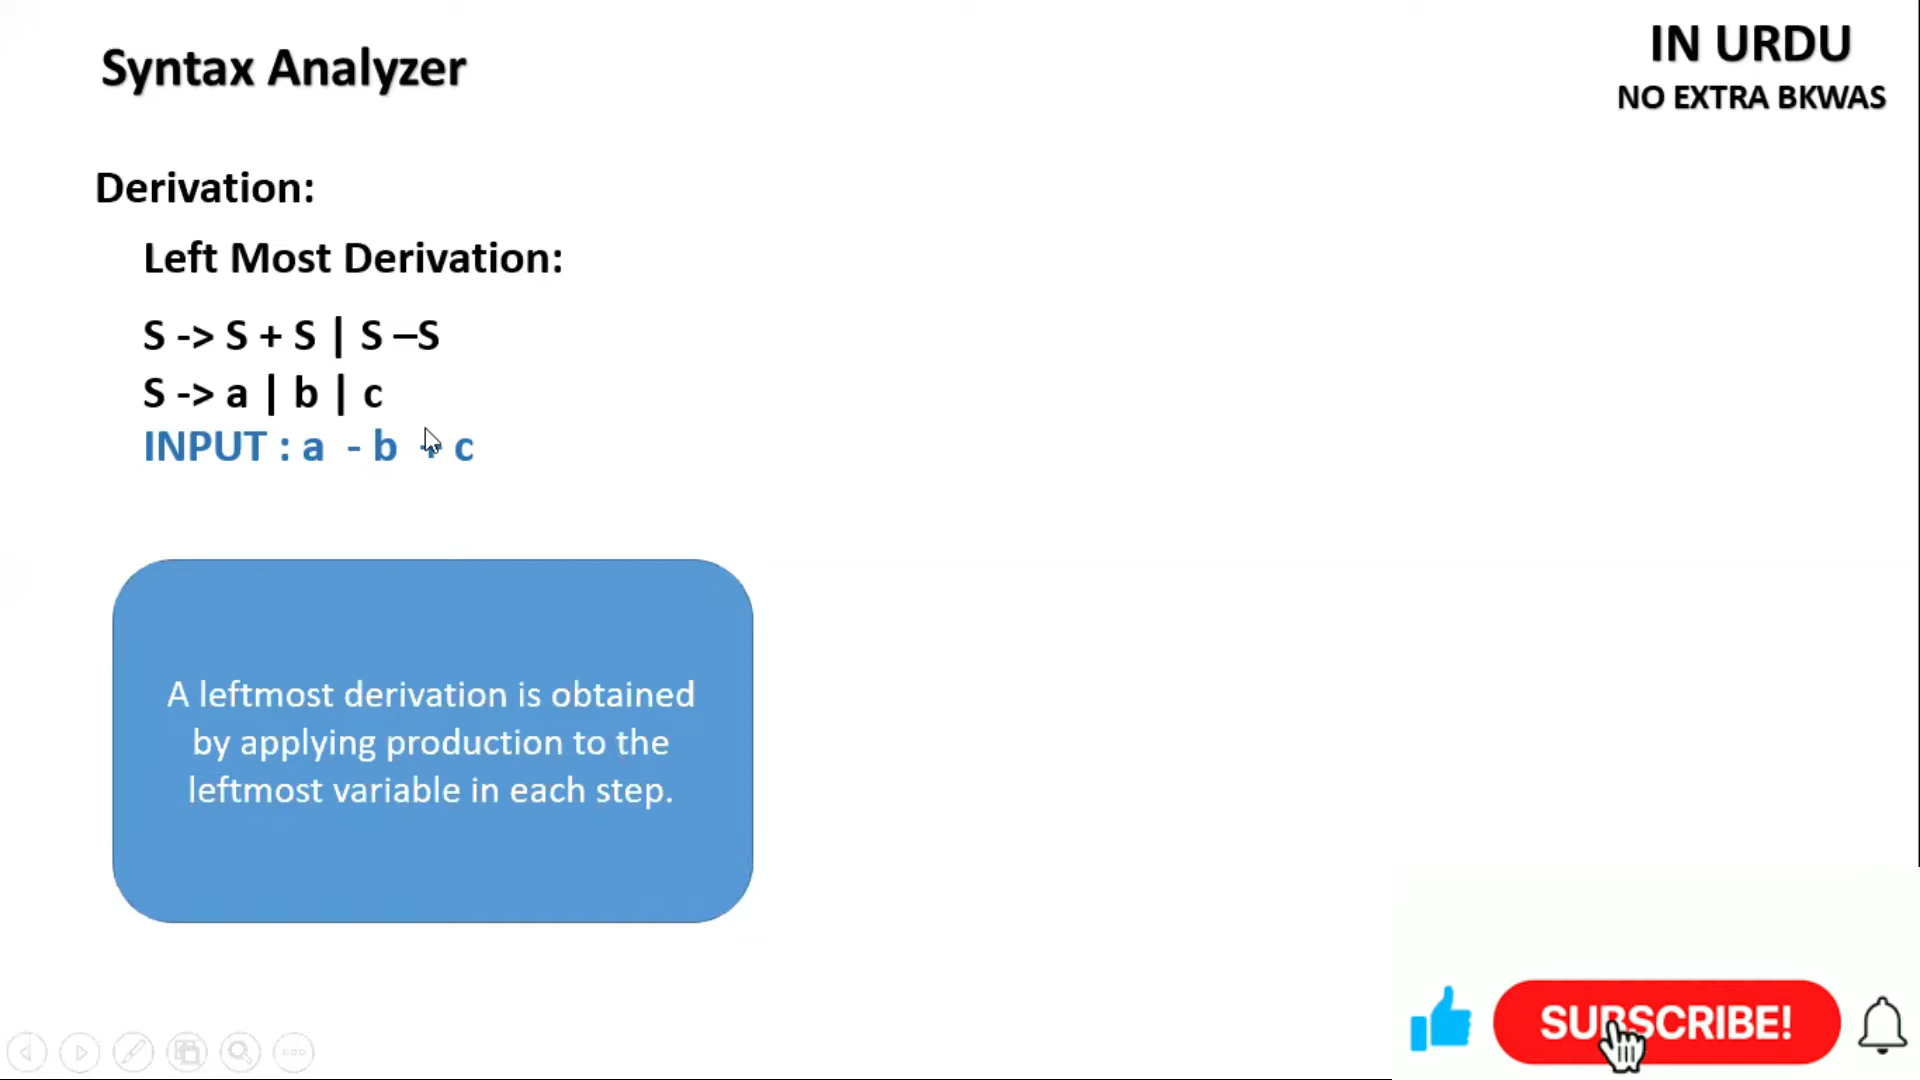 Syntax Analyzer
IN URDU
NO EXTRA BKWAS
Derivation:
Left Most Derivation:
S -> S + S | S –S
S -> a | b | c
INPUT : a - b + c
A leftmost derivation is obtained
by applying production to the
leftmost variable in each step.
SUBSCRIBE!